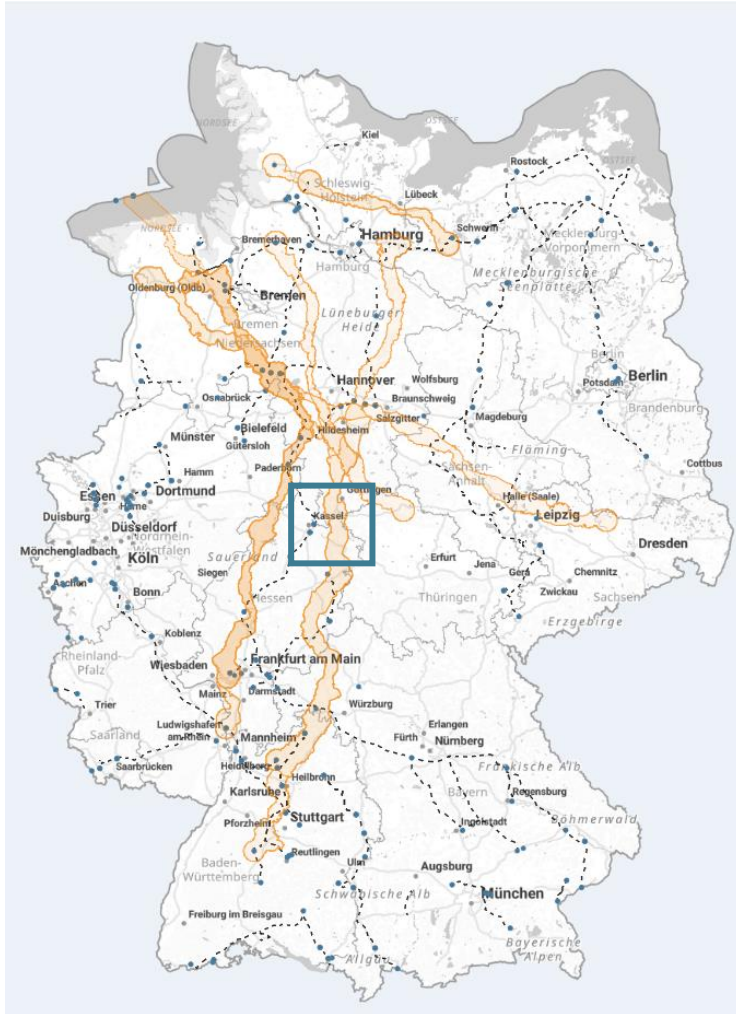 NORDSEE
OSTSEE
Kiel
OSTSEE
Rostock
Schleswig-
Holstein
Lübeck
Schwerin
NORDSEE
Bremerhaven
Hamburg
Mecklenburg-
Vorpommern
Hamburg
Mecklenburgische
Seenplatte
Oldenburg (Oldb)
Bremen
Lüneburger
Heide
Bremen
Niedersachsen
Berlin
Berlin
Hannover
Wolfsburg
Potsdam
Osnabrück
Braunschweig
Brandenburg
Salzgitter
Magdeburg
Bielefeld
Hildesheim
Münster
Gütersloh
Fläming
Paderborn
Sachsen-
Anhalt
Cottbus
Hamm
Göttingen
Halle (Saale)
Essen
Dortmund
Herne
Kassel
Leipzig
Duisburg
Düsseldorf
Nordrhein-
Westfalen
Dresden
Mönchengladbach
Sauerland
Erfurt
Köln
Jena
Gera
Chemnitz
Siegen
Aachen
Hessen
Thüringen
Zwickau
Sachsen
Bonn
Erzgebirge
Koblenz
Rheinland-
Pfalz
Wiesbaden
Frankfurt am Main
Mainz
Darmstadt
Trier
Würzburg
Erlangen
Ludwigshafen
am Rhein
Saarland
Mannheim
Fürth
Nürnberg
Saarbrücken
Heidelberg
Heilbronn
Fränkische Alb
Karlsruhe
Bayern
Regensburg
Pforzheim
Stuttgart
Ingolstadt
Böhmerwald
Reutlingen
Baden-
Württemberg
Ulm
Augsburg
Schwäbische Alb
München
Freiburg im Breisgau
Bayerische
Alpen
Allgäu